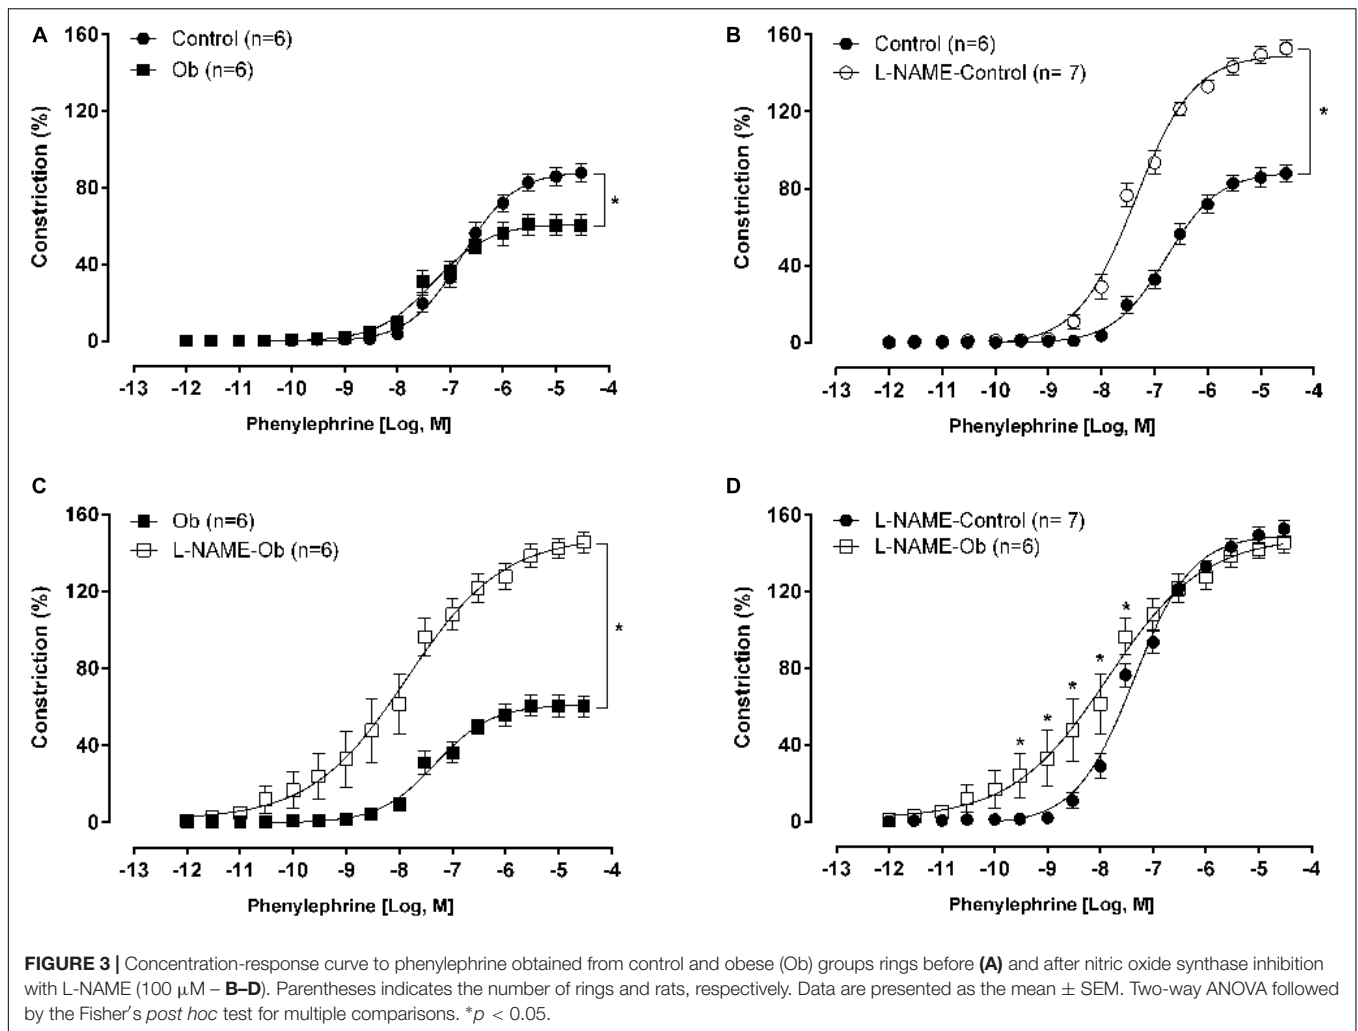 A
160
120
80
40
0
Constriction (%)
Control (n=6)
Ob (n=6)
*
-13 -12 -11 -10 -9 -8 -7 -6 -5 -4
Phenylephrine [Log, M]
B
160
120
80
40
0
Constriction (%)
Control (n=6)
L-NAME-Control (n= 7)
*
-13 -12 -11 -10 -9 -8 -7 -6 -5 -4
Phenylephrine [Log, M]
C
160
120
80
40
0
Constriction (%)
Ob (n=6)
L-NAME-Ob (n=6)
*
-13 -12 -11 -10 -9 -8 -7 -6 -5 -4
Phenylephrine [Log, M]
D
160
120
80
40
0
Constriction (%)
L-NAME-Control (n= 7)
L-NAME-Ob (n=6)
* * * * *
-13 -12 -11 -10 -9 -8 -7 -6 -5 -4
Phenylephrine [Log, M]
FIGURE 3 | Concentration-response curve to phenylephrine obtained from control and obese (Ob) groups rings before (A) and after nitric oxide synthase inhibition
with L-NAME (100 μM – B–D). Parentheses indicates the number of rings and rats, respectively. Data are presented as the mean ± SEM. Two-way ANOVA followed
by the Fisher's post hoc test for multiple comparisons. *p < 0.05.